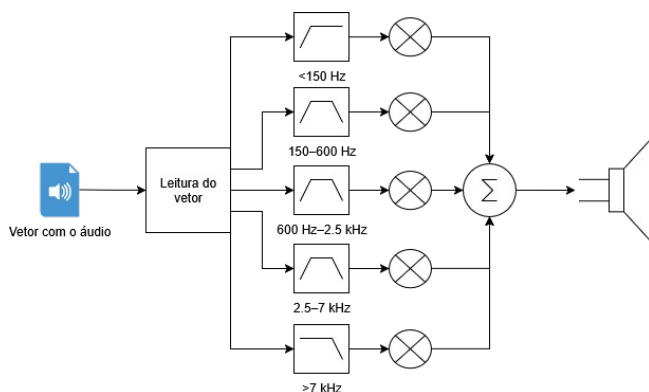 <150 Hz
150–600 Hz
Leitura do
vetor
Σ
Vetor com o áudio
600 Hz–2.5 kHz
2.5–7 kHz
>7 kHz